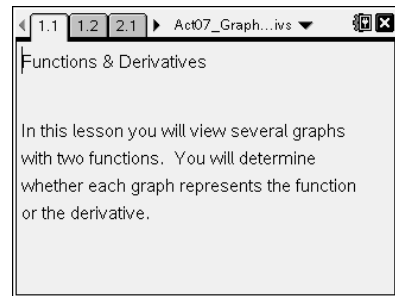 1.1 1.2 2.1 Act07_Graph...ivs
Functions & Derivatives
In this lesson you will view several graphs
with two functions. You will determine
whether each graph represents the function
or the derivative.